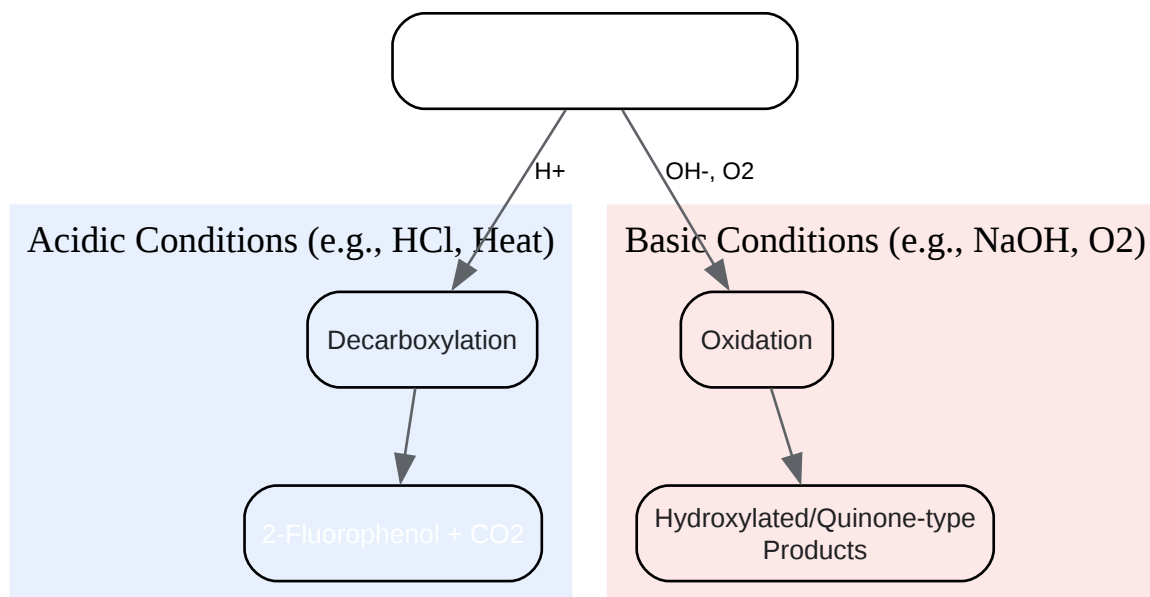 H+
OH-, O2
Acidic Conditions (e.g., HCl, Heat)
Basic Conditions (e.g., NaOH, O2)
Decarboxylation
Oxidation
2-Fluorophenol + CO2
Hydroxylated/Quinone-type
Products